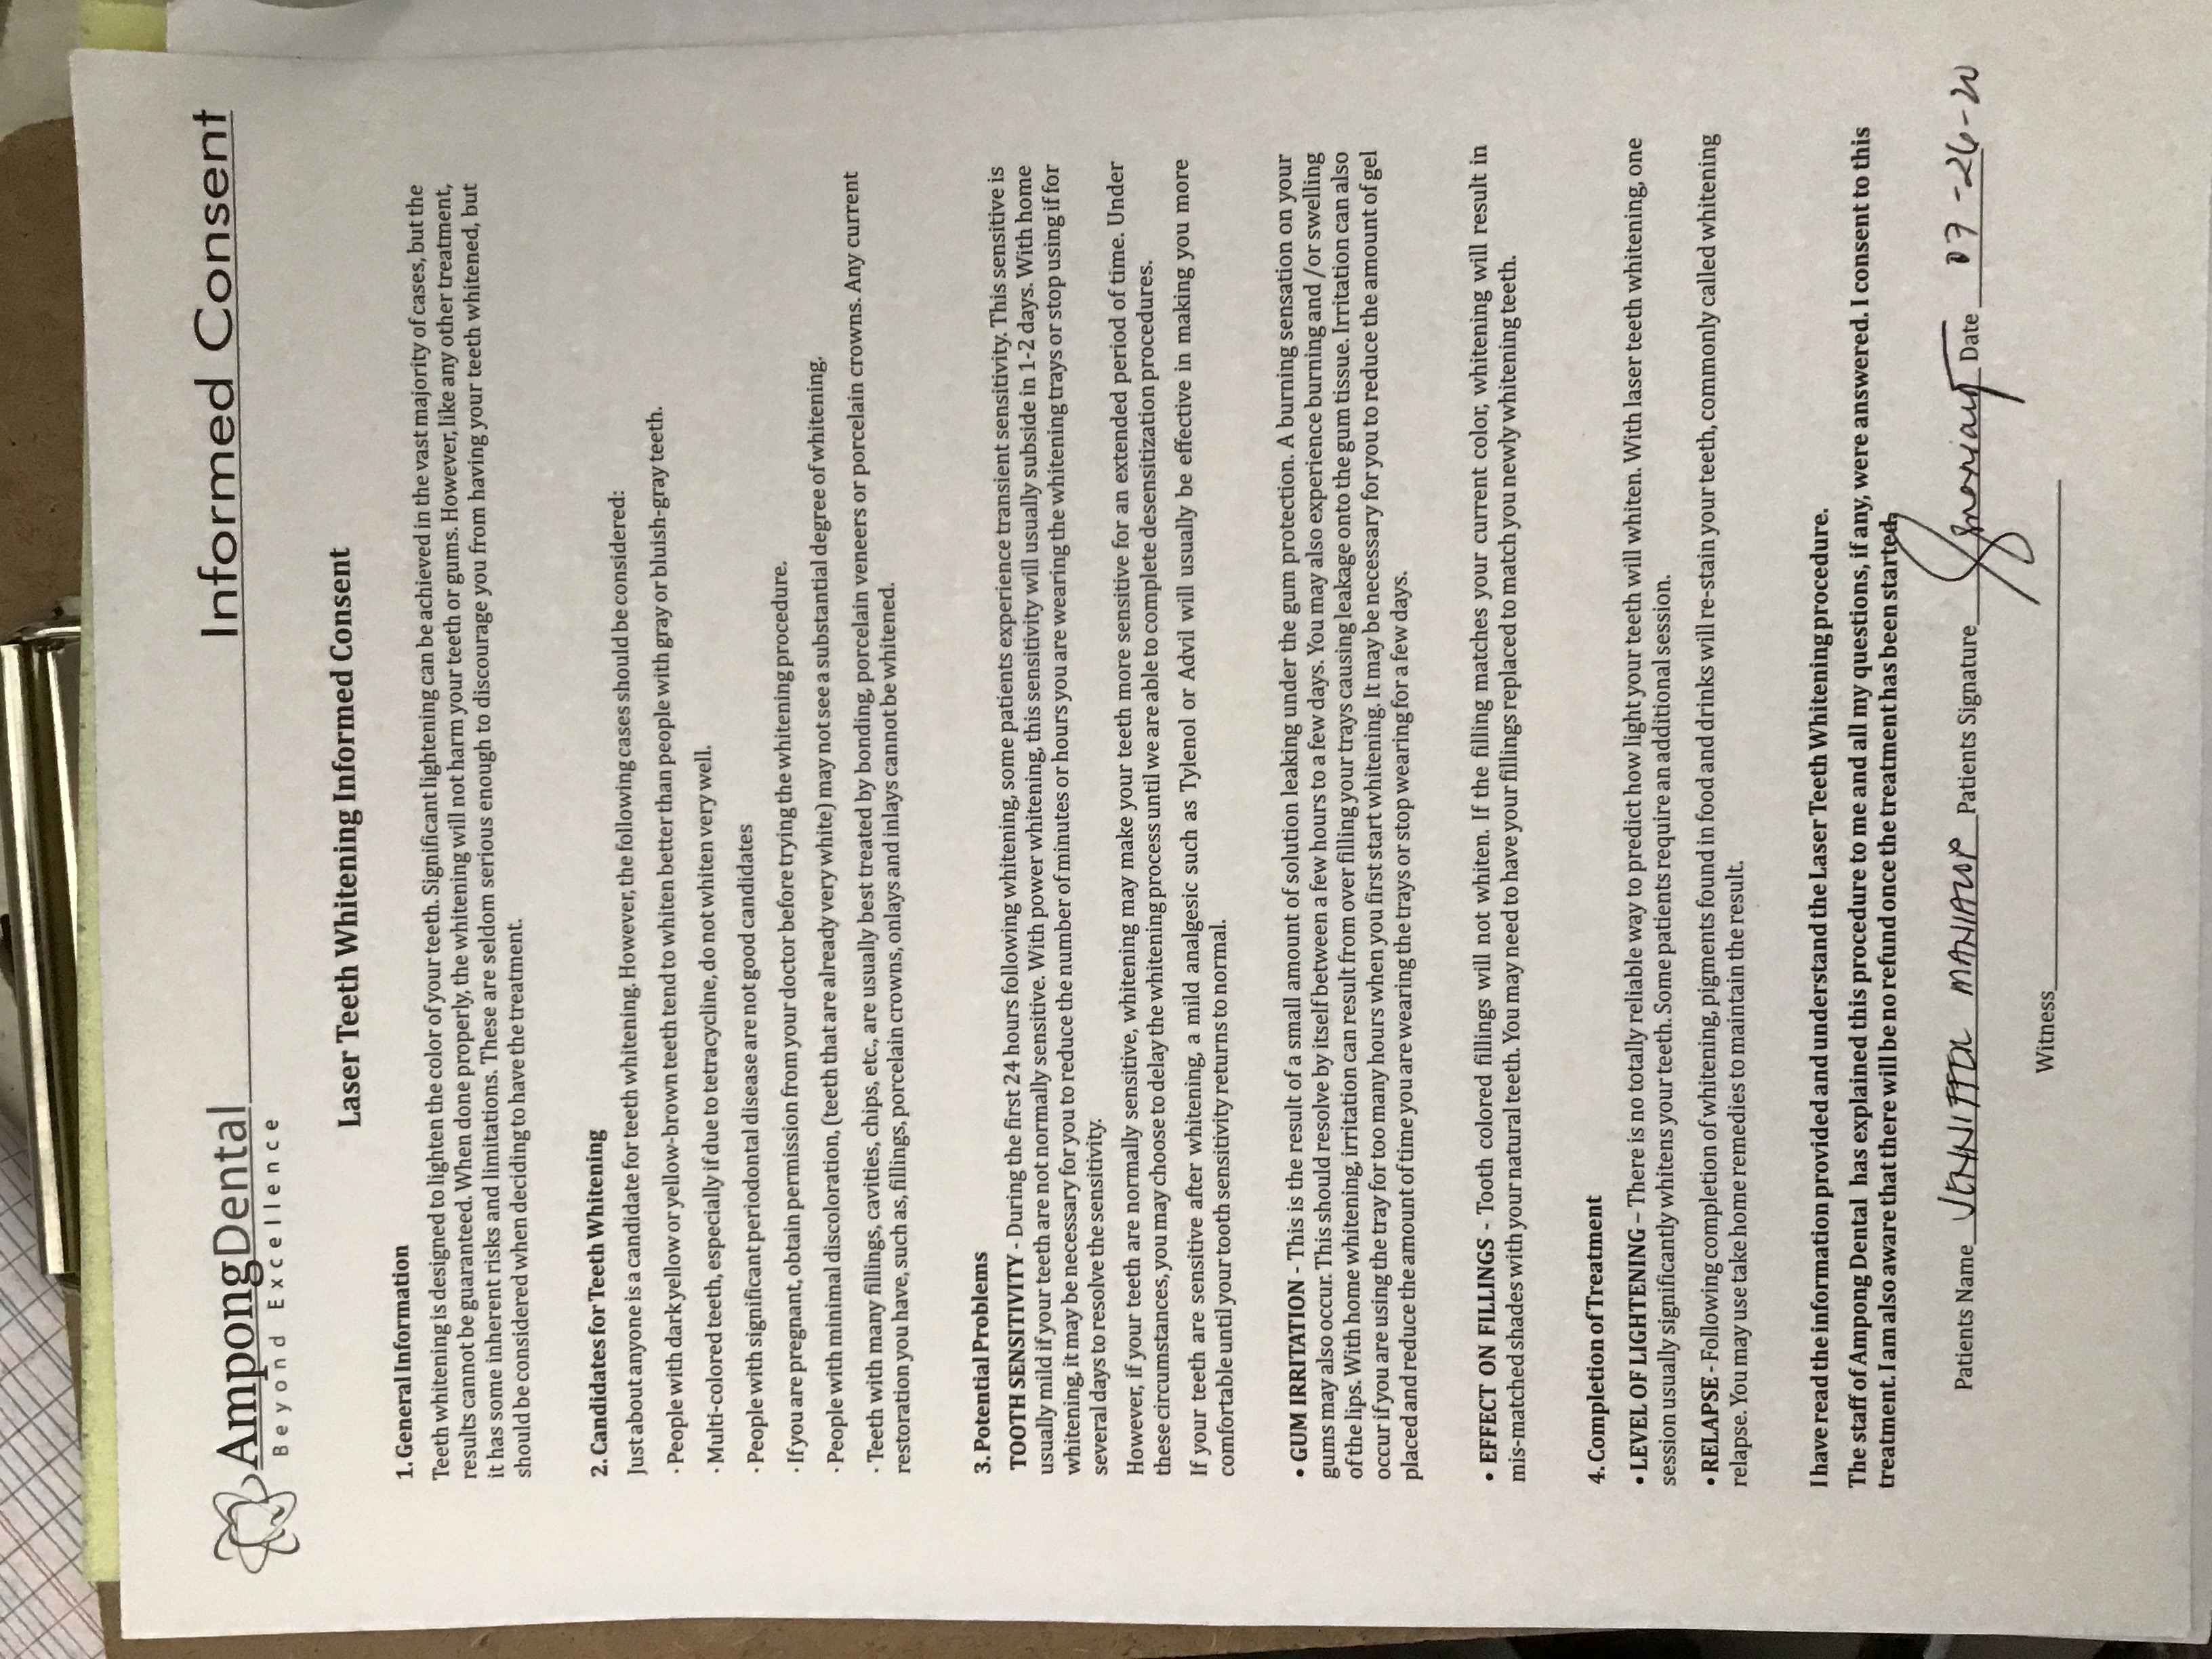 AmpongDental Informed Consent
Beyond Excellence
Laser Teeth Whitening Informed Consent
1. General Information
Teeth whitening is designed to lighten the color of your teeth. Significant lightening can be achieved in the vast majority of cases, but the
results cannot be guaranteed. When done properly, the whitening will not harm your teeth or gums. However, like any other treatment,
it has some inherent risks and limitations. These are seldom serious enough to discourage you from having your teeth whitened, but
should be considered when deciding to have the treatment.
2. Candidates for Teeth Whitening
Just about anyone is a candidate for teeth whitening. However, the following cases should be considered:
· People with dark yellow or yellow-brown teeth tend to whiten better than people with gray or bluish-gray teeth.
· Multi-colored teeth, especially if due to tetracycline, do not whiten very well.
· People with significant periodontal disease are not good candidates
· If you are pregnant, obtain permission from your doctor before trying the whitening procedure.
· People with minimal discoloration, (teeth that are already very white) may not see a substantial degree of whitening,
· Teeth with many fillings, cavities, chips, etc., are usually best treated by bonding, porcelain veneers or porcelain crowns. Any current
restoration you have, such as, fillings, porcelain crowns, onlays and inlays cannot be whitened.
3. Potential Problems
TOOTH SENSITIVITY - During the first 24 hours following whitening, some patients experience transient sensitivity. This sensitive is
usually mild if your teeth are not normally sensitive. With power whitening, this sensitivity will usually subside in 1-2 days. With home
whitening, it may be necessary for you to reduce the number of minutes or hours you are wearing the whitening trays or stop using if for
several days to resolve the sensitivity.
However, if your teeth are normally sensitive, whitening may make your teeth more sensitive for an extended period of time. Under
these circumstances, you may choose to delay the whitening process until we are able to complete desensitization procedures.
If your teeth are sensitive after whitening, a mild analgesic such as Tylenol or Advil will usually be effective in making you more
comfortable until your tooth sensitivity returns to normal.
• GUM IRRITATION - This is the result of a small amount of solution leaking under the gum protection. A burning sensation on your
gums may also occur. This should resolve by itself between a few hours to a few days. You may also experience burning and /or swelling
of the lips. With home whitening, irritation can result from over filling your trays causing leakage onto the gum tissue. Irritation can also
occur if you are using the tray for too many hours when you first start whitening. It may be necessary for you to reduce the amount of gel
placed and reduce the amount of time you are wearing the trays or stop wearing for a few days.
• EFFECT ON FILLINGS - Tooth colored fillings will not whiten. If the filling matches your current color, whitening will result in
mis-matched shades with your natural teeth. You may need to have your fillings replaced to match you newly whitening teeth.
4. Completion of Treatment
• LEVEL OF LIGHTENING – There is no totally reliable way to predict how light your teeth will whiten. With laser teeth whitening, one
session usually significantly whitens your teeth. Some patients require an additional session.
• RELAPSE - Following completion of whitening, pigments found in food and drinks will re-stain your teeth, commonly called whitening
relapse. You may use take home remedies to maintain the result.
I have read the information provided and understand the Laser Teeth Whitening procedure.
The staff of Ampong Dental has explained this procedure to me and all my questions, if any, were answered. I consent to this
treatment. I am also aware that there will be no refund once the treatment has been started.
Patients Name JENNIFFER Patients Signature Date 07-26-20
Witness